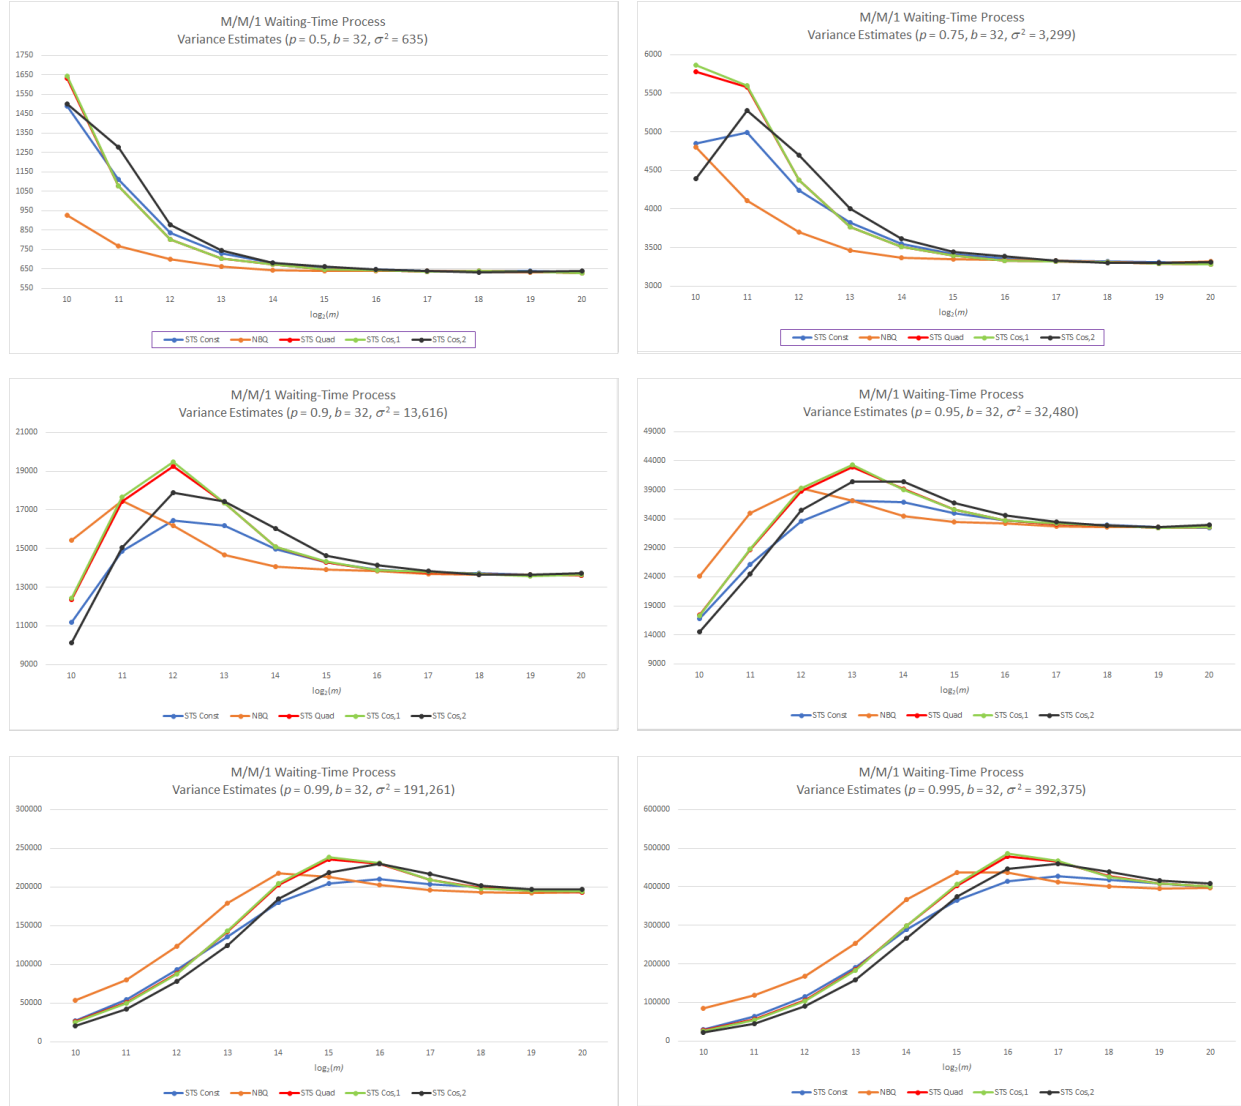 M/M/1 Waiting-Time Process
Variance Estimates (p = 0.5, b = 32, σ² = 635)
1750
1650
1550
1450
1350
1250
1150
1050
950
850
750
650
550
10 11 12 13 14 15 16 17 18 19 20
log₂(m)
STS Const NBQ STS Quad STS Cos,1 STS Cos,2
M/M/1 Waiting-Time Process
Variance Estimates (p = 0.75, b = 32, σ² = 3,299)
6000
5500
5000
4500
4000
3500
3000
10 11 12 13 14 15 16 17 18 19 20
log₂(m)
STS Const NBQ STS Quad STS Cos,1 STS Cos,2
M/M/1 Waiting-Time Process
Variance Estimates (p = 0.9, b = 32, σ² = 13,616)
21000
19000
17000
15000
13000
11000
9000
10 11 12 13 14 15 16 17 18 19 20
log₂(m)
STS Const NBQ STS Quad STS Cos,1 STS Cos,2
M/M/1 Waiting-Time Process
Variance Estimates (p = 0.95, b = 32, σ² = 32,480)
49000
44000
39000
34000
29000
24000
19000
14000
9000
10 11 12 13 14 15 16 17 18 19 20
log₂(m)
STS Const NBQ STS Quad STS Cos,1 STS Cos,2
M/M/1 Waiting-Time Process
Variance Estimates (p = 0.99, b = 32, σ² = 191,261)
300000
250000
200000
150000
100000
50000
0
10 11 12 13 14 15 16 17 18 19 20
log₂(m)
STS Const NBQ STS Quad STS Cos,1 STS Cos,2
M/M/1 Waiting-Time Process
Variance Estimates (p = 0.995, b = 32, σ² = 392,375)
600000
500000
400000
300000
200000
100000
0
10 11 12 13 14 15 16 17 18 19 20
log₂(m)
STS Const NBQ STS Quad STS Cos,1 STS Cos,2